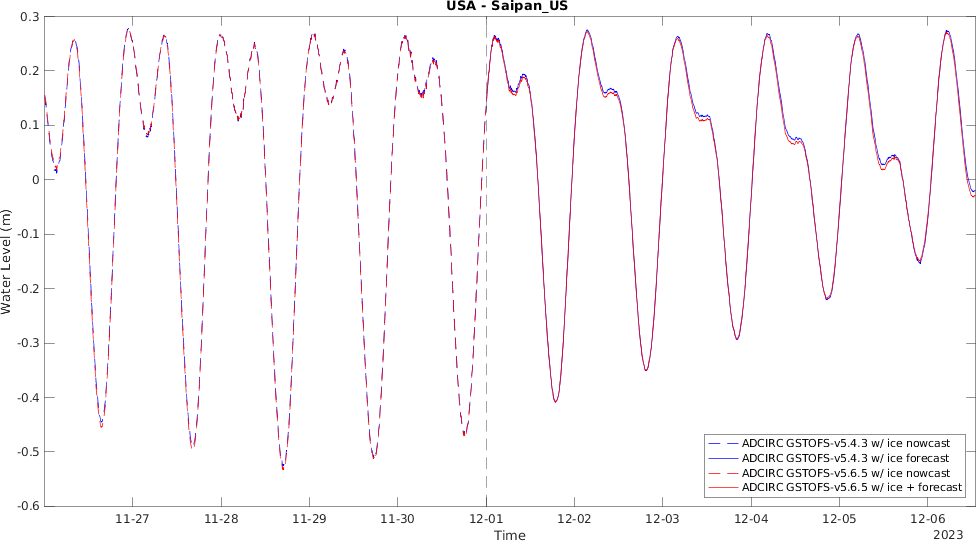 USA - Saipan_US
Water Level (m)
0.3
0.2
0.1
0
-0.1
-0.2
-0.3
-0.4
-0.5
-0.6
ADCIRC GSTOFS-v5.4.3 w/ ice nowcast
ADCIRC GSTOFS-v5.4.3 w/ ice forecast
ADCIRC GSTOFS-v5.6.5 w/ ice nowcast
ADCIRC GSTOFS-v5.6.5 w/ ice + forecast
11-27 11-28 11-29 11-30 12-01 12-02 12-03 12-04 12-05 12-06
Time
2023